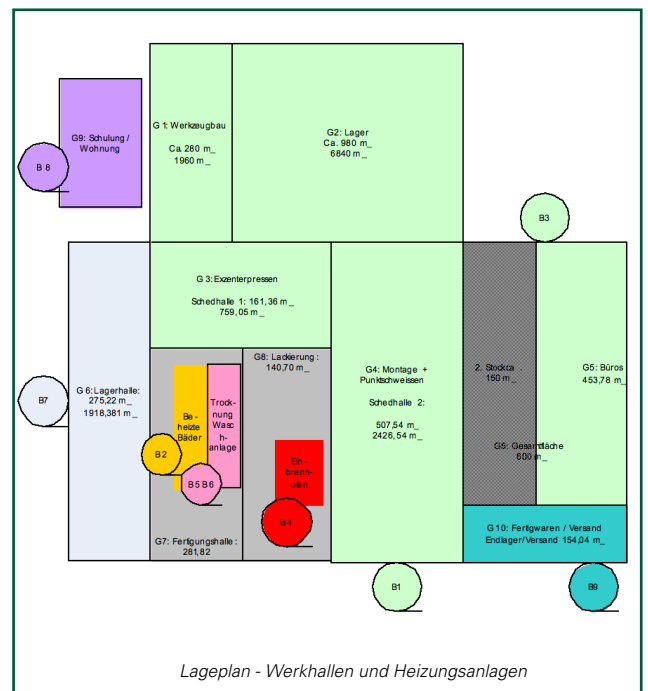 G9: Schulung /
Wohnung
B 8
G 1: Werkzeugbau
Ca. 280 m_
1960 m_
G2: Lager
Ca. 980 m_
6840 m_
B3
G 3: Exzenterpressen
Schedhalle 1: 161,36 m_
759,05 m_
G 6: Lagerhalle:
275,22 m_
1918,381 m_
B7
G8: Lackierung :
140,70 m_
Be -
heizte
Bäder
Trock-
nung
Wasc
h-
anlage
B2
B5 B6
Ein-
brenn-
ofen
B4
G7: Fertigungshalle :
281,82
G4: Montage +
Punktschweissen
Schedhalle 2:
507,54 m_
2426,54 m_
2. Stockca .
150 m_
G5: Büros
453,78 m_
G5: Gesamtfläche
600 m_
G 10: Fertigwaren / Versand
Endlager/Versand 154,04 m_
B1
B9
Lageplan - Werkhallen und Heizungsanlagen